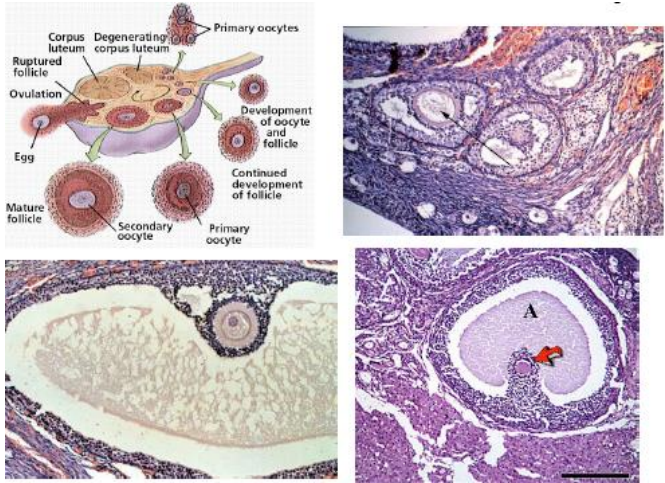 Primary oocytes
Corpus
luteum
Degenerating
corpus luteum
Ruptured
follicle
Ovulation
Egg
Development
of oocyte
and
follicle
Continued
development
of follicle
Mature
follicle
Secondary
oocyte
Primary
oocyte
A